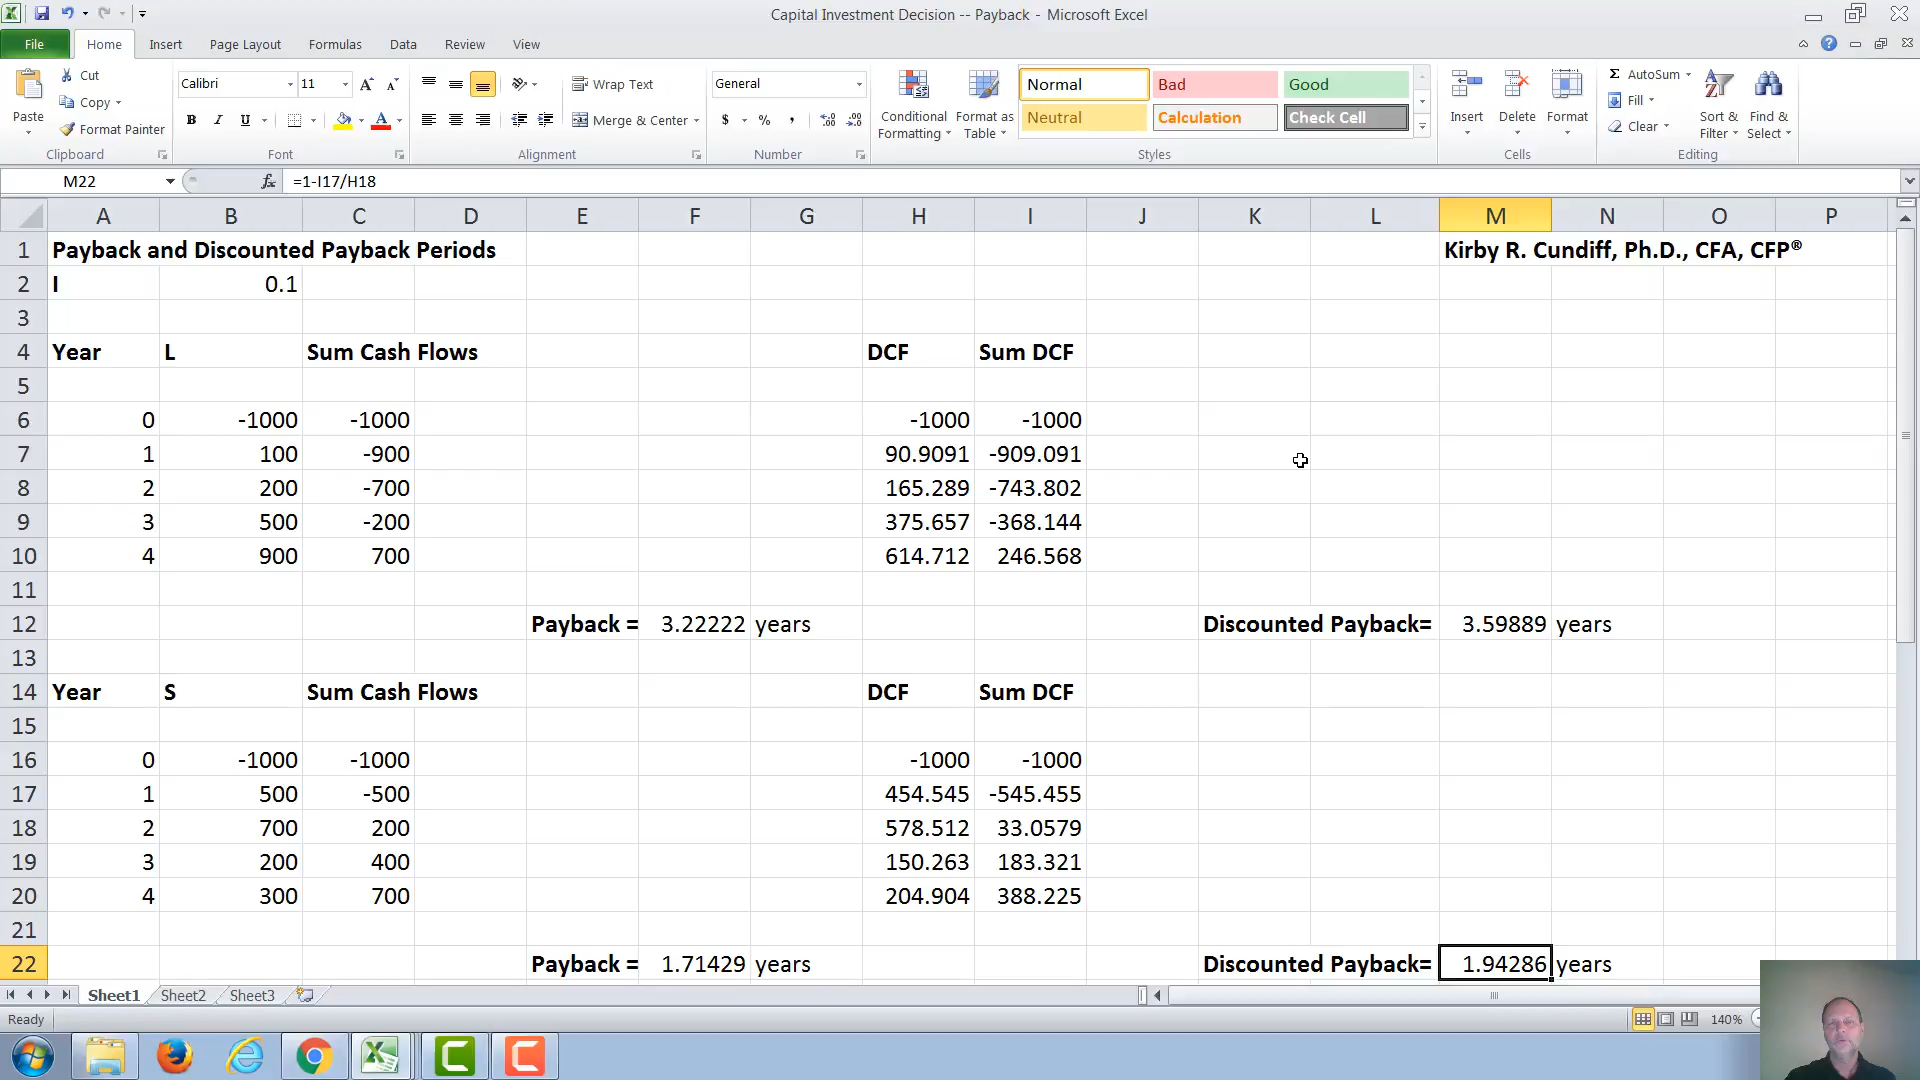 Capital Investment Decision -- Payback - Microsoft Excel
File Home Insert Page Layout Formulas Data Review View
Paste Cut Copy Format Painter Clipboard
Calibri 11 A A B I U A Font
Wrap Text Merge & Center Alignment
General $ % , Number
Conditional Formatting Format as Table
Normal Bad Good
Neutral Calculation Check Cell
Styles
Insert Delete Format Cells
Σ AutoSum Fill Clear Sort & Filter Find & Select Editing
M22 fx =1-I17/H18
A B C D E F G H I J K L M N O P
1 Payback and Discounted Payback Periods Kirby R. Cundiff, Ph.D., CFA, CFP®
2 I 0.1
3
4 Year L Sum Cash Flows DCF Sum DCF
5
6 0 -1000 -1000 -1000 -1000
7 1 100 -900 90.9091 -909.091
8 2 200 -700 165.289 -743.802
9 3 500 -200 375.657 -368.144
10 4 900 700 614.712 246.568
11
12 Payback = 3.22222 years Discounted Payback= 3.59889 years
13
14 Year S Sum Cash Flows DCF Sum DCF
15
16 0 -1000 -1000 -1000 -1000
17 1 500 -500 454.545 -545.455
18 2 700 200 578.512 33.0579
19 3 200 400 150.263 183.321
20 4 300 700 204.904 388.225
21
22 Payback = 1.71429 years Discounted Payback= 1.94286 years
Sheet1 Sheet2 Sheet3
Ready 140%